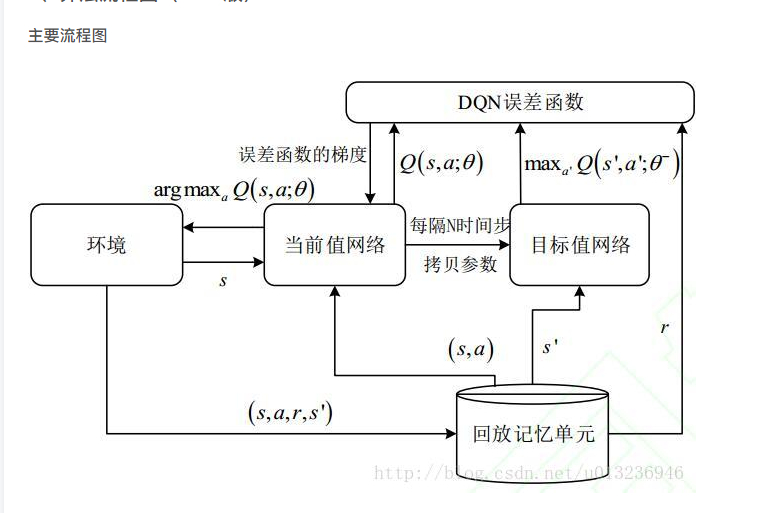 主要流程图
DQN误差函数
误差函数的梯度
Q(s,a;θ)
max_a' Q(s',a';θ⁻)
arg max_a Q(s,a;θ)
环境
当前值网络
每隔N时间步
拷贝参数
目标值网络
s
r
(s,a)
s'
(s,a,r,s')
回放记忆单元
http://blog.csdn.net/u013236946